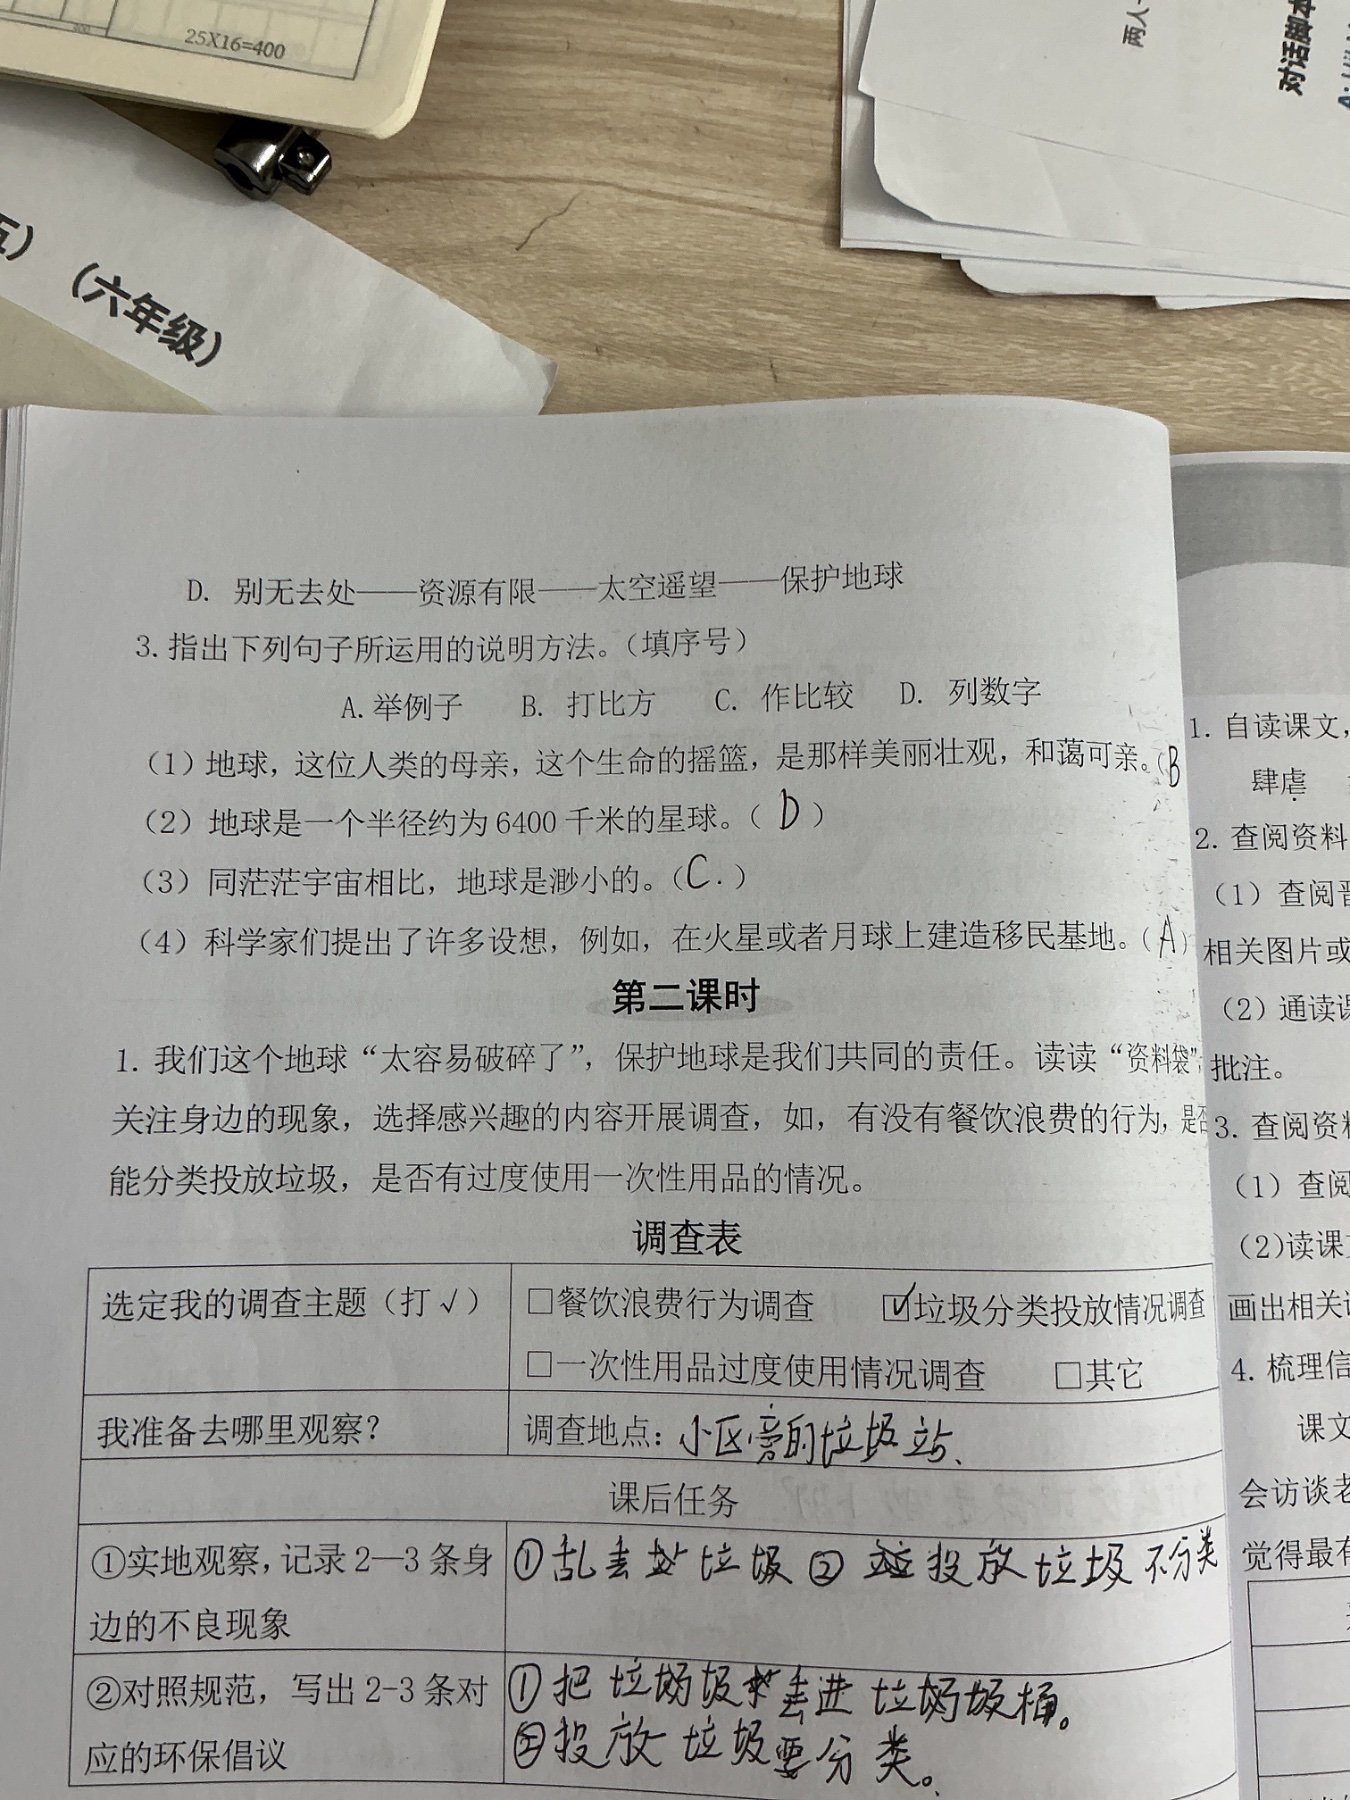 25X16=400
五）（六年级）
两人
对话脚本
D. 别无去处——资源有限——太空遥望——保护地球
3. 指出下列句子所运用的说明方法。（填序号）
A. 举例子 B. 打比方 C. 作比较 D. 列数字
（1）地球，这位人类的母亲，这个生命的摇篮，是那样美丽壮观，和蔼可亲。（B
（2）地球是一个半径约为 6400 千米的星球。（D）
（3）同茫茫宇宙相比，地球是渺小的。（C.）
（4）科学家们提出了许多设想，例如，在火星或者月球上建造移民基地。（A）
第二课时
1. 我们这个地球“太容易破碎了”，保护地球是我们共同的责任。读读“资料袋”，
关注身边的现象，选择感兴趣的内容开展调查，如，有没有餐饮浪费的行为，是否
能分类投放垃圾，是否有过度使用一次性用品的情况。
调查表
选定我的调查主题（打√） □餐饮浪费行为调查 ☑垃圾分类投放情况调查
□一次性用品过度使用情况调查 □其它
我准备去哪里观察？ 调查地点：小区旁的垃圾站、
课后任务
①实地观察，记录 2—3 条身 ①乱丢垃圾②投放垃圾不分类
边的不良现象
②对照规范，写出 2-3 条对 ①把垃圾丢进垃圾桶。
应的环保倡议 ②投放垃圾要分类。
1. 自读课文，
肆虐
2. 查阅资料
（1）查阅
相关图片或
（2）通读课
批注。
3. 查阅资料
（1）查阅
（2）读课文
画出相关
4. 梳理信
课文
会访谈老
觉得最有